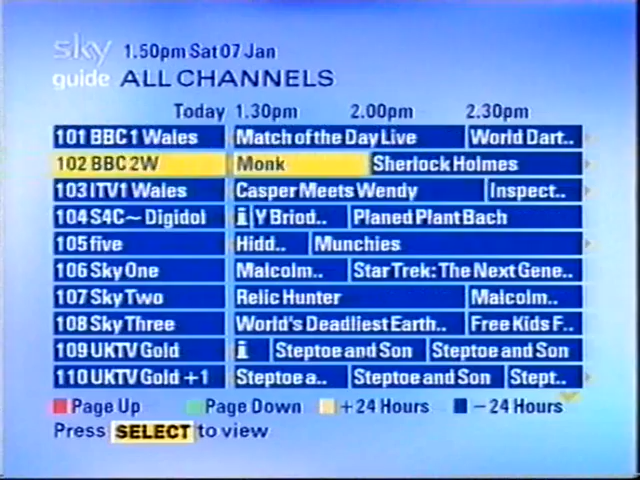 sky 1.50pm Sat 07 Jan
guide ALL CHANNELS
Today 1.30pm 2.00pm 2.30pm
101 BBC 1 Wales Match of the Day Live World Dart..
102 BBC 2W Monk Sherlock Holmes
103 ITV1 Wales Casper Meets Wendy Inspect..
104 S4C~ Digidol i Y Briod.. Planed Plant Bach
105 five Hidd.. Munchies
106 Sky One Malcolm.. Star Trek: The Next Gene..
107 Sky Two Relic Hunter Malcolm..
108 Sky Three World's Deadliest Earth.. Free Kids F..
109 UKTV Gold i Steptoe and Son Steptoe and Son
110 UKTV Gold +1 Steptoe a.. Steptoe and Son Stept..
Page Up Page Down +24 Hours -24 Hours
Press SELECT to view